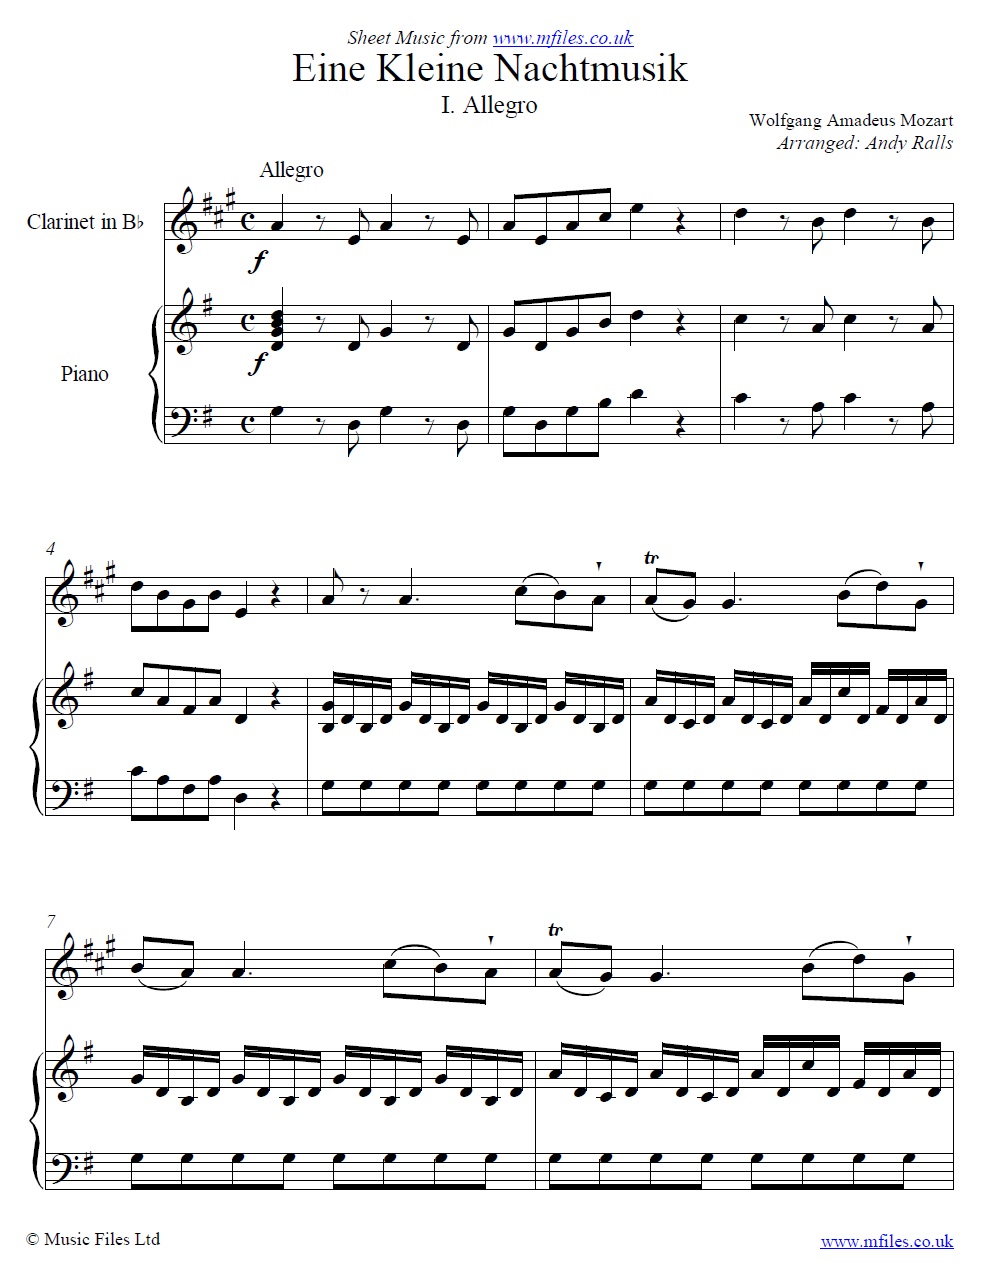 Sheet Music from www.mfiles.co.uk
Eine Kleine Nachtmusik
I. Allegro
Wolfgang Amadeus Mozart
Arranged: Andy Ralls
Allegro
Clarinet in B♭
f
Piano
f
4
tr
7
tr
© Music Files Ltd
www.mfiles.co.uk